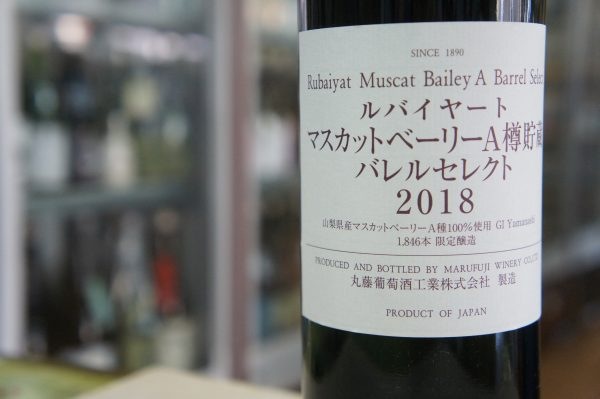 SINCE 1890
Rubaiyat Muscat Bailey A Barrel Select
ルバイヤート
マスカットベーリーA樽貯蔵
バレルセレクト
2018
山梨県産マスカットベーリーA種100%使用 GI Yamanashi
1,846本 限定醸造
PRODUCED AND BOTTLED BY MARUFUJI WINERY CO.,LTD
丸藤葡萄酒工業株式会社 製造
PRODUCT OF JAPAN